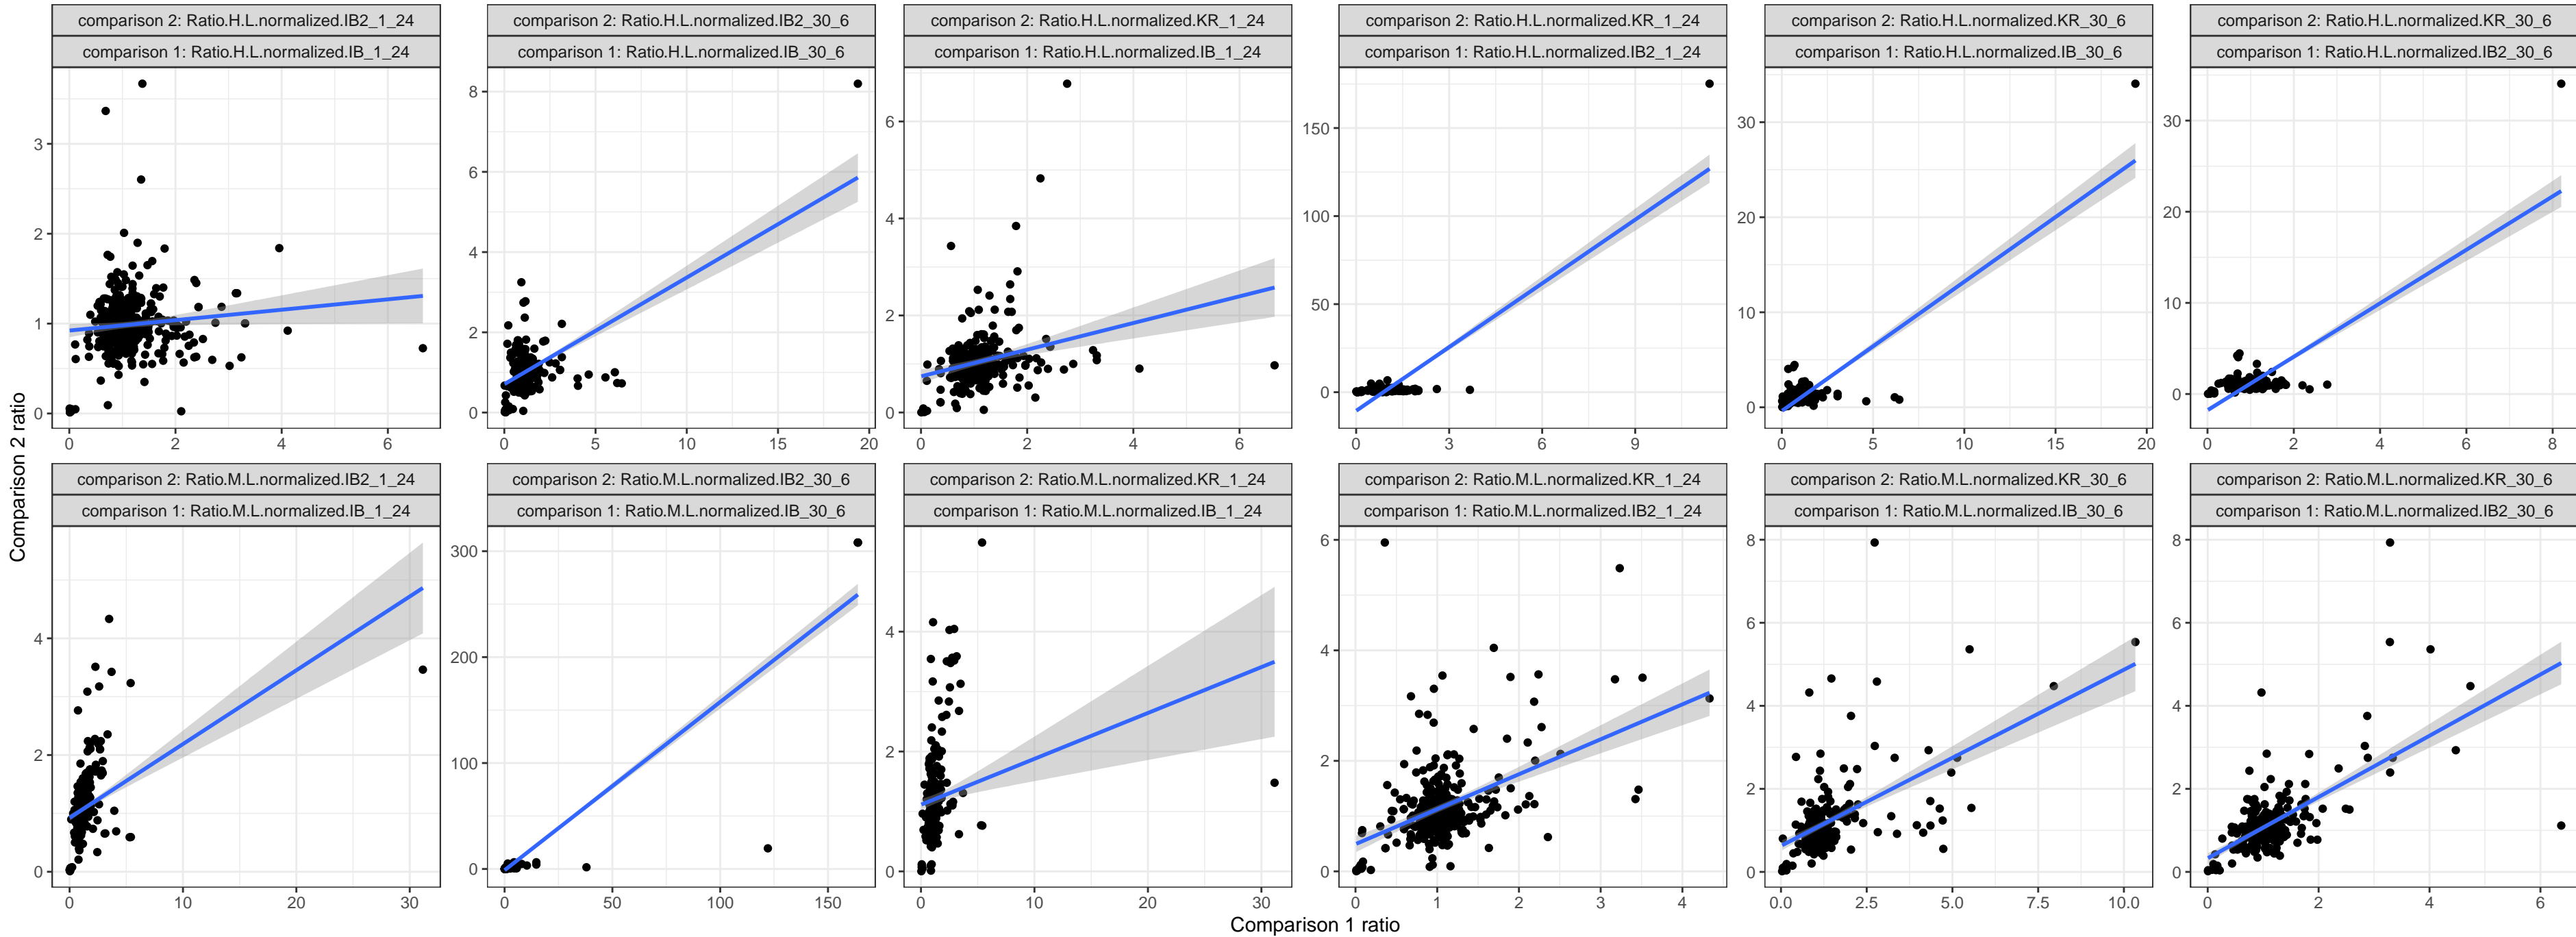 comparison 2: Ratio.H.L.normalized.IB2_1_24
comparison 1: Ratio.H.L.normalized.IB_1_24
3
2
1
0
0 2 4 6
comparison 2: Ratio.H.L.normalized.IB2_30_6
comparison 1: Ratio.H.L.normalized.IB_30_6
8
6
4
2
0
0 5 10 15 20
comparison 2: Ratio.H.L.normalized.KR_1_24
comparison 1: Ratio.H.L.normalized.IB_1_24
6
4
2
0
0 2 4 6
comparison 2: Ratio.H.L.normalized.KR_1_24
comparison 1: Ratio.H.L.normalized.IB2_1_24
150
100
50
0
0 3 6 9
comparison 2: Ratio.H.L.normalized.KR_30_6
comparison 1: Ratio.H.L.normalized.IB_30_6
30
20
10
0
0 5 10 15 20
comparison 2: Ratio.H.L.normalized.KR_30_6
comparison 1: Ratio.H.L.normalized.IB2_30_6
30
20
10
0
0 2 4 6 8
Comparison 2 ratio
comparison 2: Ratio.M.L.normalized.IB2_1_24
comparison 1: Ratio.M.L.normalized.IB_1_24
4
2
0
0 10 20 30
comparison 2: Ratio.M.L.normalized.IB2_30_6
comparison 1: Ratio.M.L.normalized.IB_30_6
300
200
100
0
0 50 100 150
comparison 2: Ratio.M.L.normalized.KR_1_24
comparison 1: Ratio.M.L.normalized.IB_1_24
4
2
0
0 10 20 30
comparison 2: Ratio.M.L.normalized.KR_1_24
comparison 1: Ratio.M.L.normalized.IB2_1_24
6
4
2
0
0 1 2 3 4
comparison 2: Ratio.M.L.normalized.KR_30_6
comparison 1: Ratio.M.L.normalized.IB_30_6
8
6
4
2
0
0.0 2.5 5.0 7.5 10.0
comparison 2: Ratio.M.L.normalized.KR_30_6
comparison 1: Ratio.M.L.normalized.IB2_30_6
8
6
4
2
0
0 2 4 6
Comparison 1 ratio